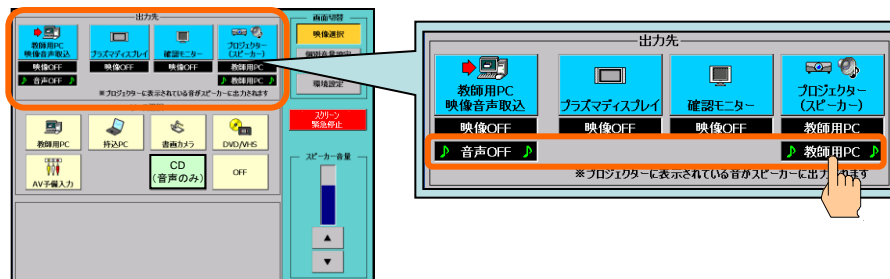 出力先
教師用PC
映像音声取込
プラズマディスプレイ
確認モニター
プロジェクター
(スピーカー)
映像OFF
映像OFF
映像OFF
教師用PC
♪ 音声OFF ♪
♪ 教師用PC ♪
※プロジェクターに表示されている音がスピーカーに出力されます
教師用PC
持込PC
書画カメラ
DVD/VHS
AV予備入力
CD
(音声のみ)
OFF
画面切替
映像選択
個別音量設定
環境設定
スクリーン
緊急停止
スピーカー音量
▲
▼
出力先
教師用PC
映像音声取込
プラズマディスプレイ
確認モニター
プロジェクター
(スピーカー)
映像OFF
映像OFF
映像OFF
教師用PC
♪ 音声OFF ♪
♪ 教師用PC ♪
※プロジェクターに表示されている音がスピーカーに出力されます